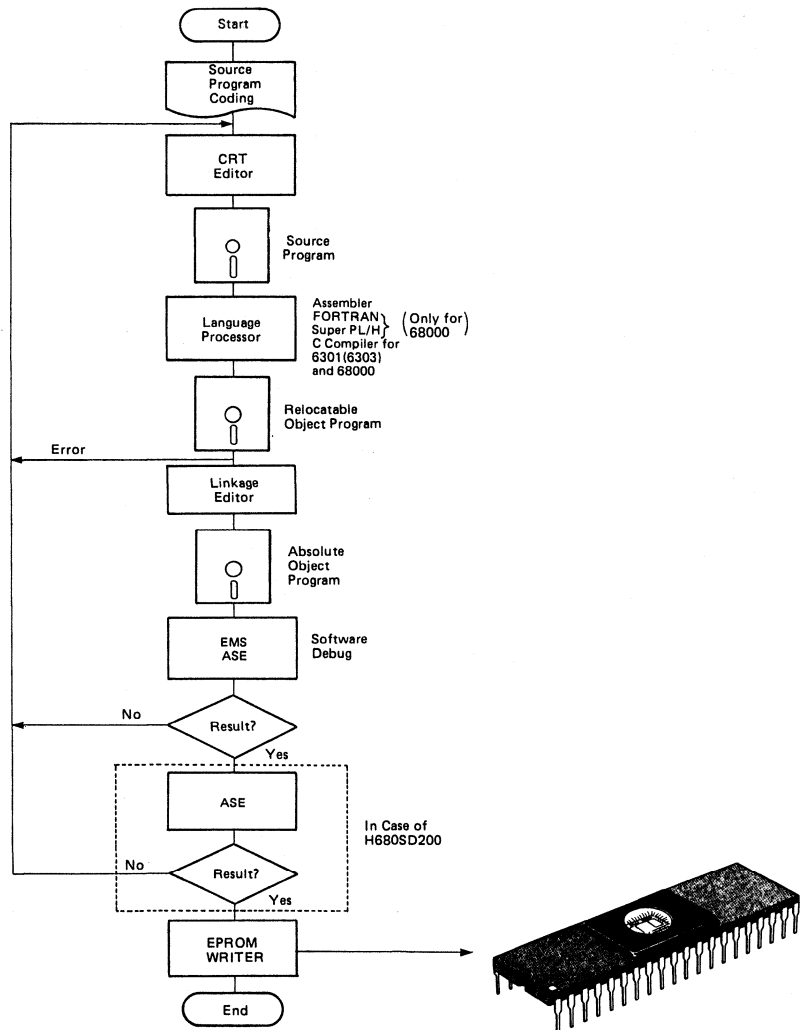 Start
Source
Program
Coding
CRT
Editor
Source
Program
Language
Processor
Assembler
FORTRAN
Super PL/H} (Only for
68000)
C Compiler for
6301(6303)
and 68000
Relocatable
Object Program
Error
Linkage
Editor
Absolute
Object
Program
EMS
ASE
Software
Debug
No
Result?
Yes
ASE
In Case of
H680SD200
No
Result?
Yes
EPROM
WRITER
End